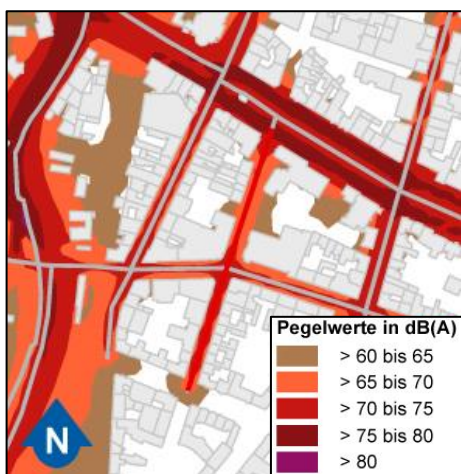 Pegelwerte in dB(A)
> 60 bis 65
> 65 bis 70
> 70 bis 75
> 75 bis 80
> 80
N